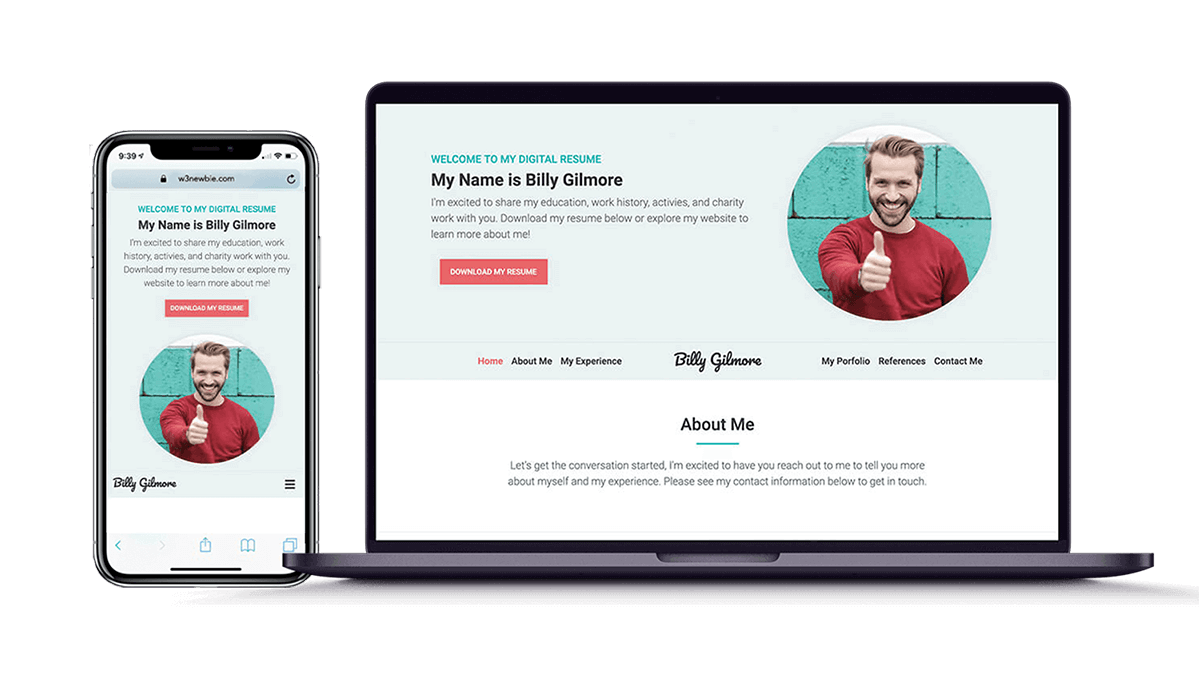 9:39
w3newbie.com
WELCOME TO MY DIGITAL RESUME
My Name is Billy Gilmore
I'm excited to share my education, work
history, activies, and charity work with you.
Download my resume below or explore my
website to learn more about me!
DOWNLOAD MY RESUME
Billy Gilmore
WELCOME TO MY DIGITAL RESUME
My Name is Billy Gilmore
I'm excited to share my education, work history, activies, and charity
work with you. Download my resume below or explore my website to
learn more about me!
DOWNLOAD MY RESUME
Home About Me My Experience Billy Gilmore My Porfolio References Contact Me
About Me
Let's get the conversation started, I'm excited to have you reach out to me to tell you more
about myself and my experience. Please see my contact information below to get in touch.